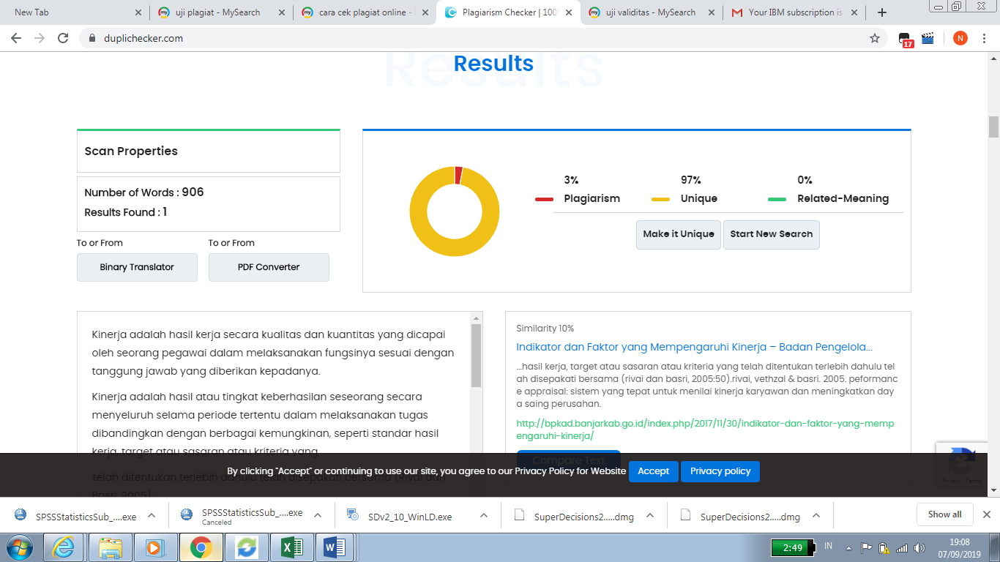 New Tab
uji plagiat - MySearch
cara cek plagiat online -
Plagiarism Checker | 100%
uji validitas - MySearch
Your IBM subscription is
duplichecker.com
17
N
Results
Results
Scan Properties
Number of Words : 906
Results Found : 1
To or From
To or From
Binary Translator
PDF Converter
3%
97%
0%
Plagiarism
Unique
Related-Meaning
Make it Unique
Start New Search
Kinerja adalah hasil kerja secara kualitas dan kuantitas yang dicapai
oleh seorang pegawai dalam melaksanakan fungsinya sesuai dengan
tanggung jawab yang diberikan kepadanya.
Kinerja adalah hasil atau tingkat keberhasilan seseorang secara
menyeluruh selama periode tertentu dalam melaksanakan tugas
dibandingkan dengan berbagai kemungkinan, seperti standar hasil
kerja, target atau sasaran atau kriteria yang
telah ditentukan terlebih dahulu telah disepakati bersama (Rivai dan
Basri, 2005)
Similarity 10%
Indikator dan Faktor yang Mempengaruhi Kinerja – Badan Pengelola...
...hasil kerja, target atau sasaran atau kriteria yang telah ditentukan terlebih dahulu tel
ah disepakati bersama (rivai dan basri, 2005:50).rivai, vethzal & basri. 2005. peformanc
e appraisal: sistem yang tepat untuk menilai kinerja karyawan dan meningkatkan day
a saing perusahan.
http://bpkad.banjarkab.go.id/index.php/2017/11/30/indikator-dan-faktor-yang-memp
engaruhi-kinerja/
Compare Text
By clicking "Accept" or continuing to use our site, you agree to our Privacy Policy for Website
Accept
Privacy policy
Privacy - Terms
SPSSStatisticsSub_....exe
SPSSStatisticsSub_....exe
Canceled
SDv2_10_WinLD.exe
SuperDecisions2.....dmg
SuperDecisions2.....dmg
Show all
2:49
IN
19:08
07/09/2019